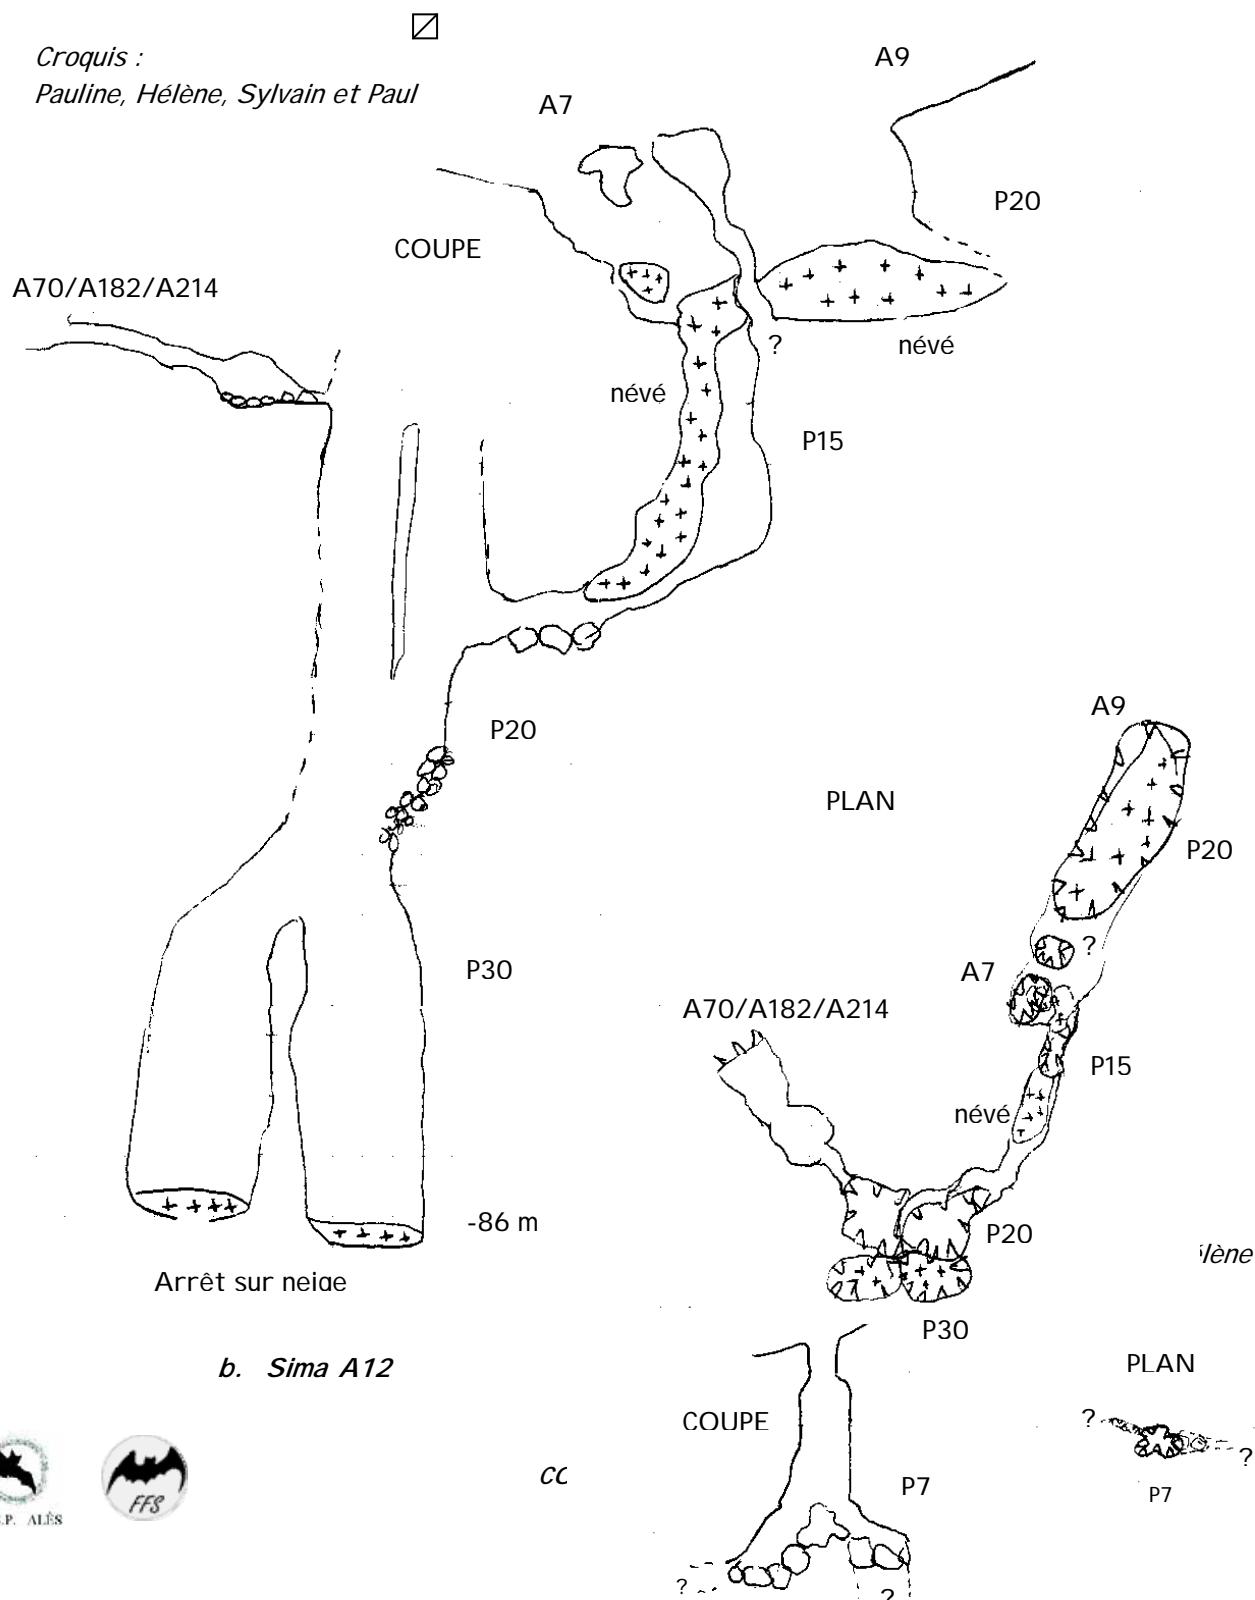 Croquis :
Pauline, Hélène, Sylvain et Paul
A9
A7
P20
COUPE
A70/A182/A214
?
névé
névé
P15
P20
A9
PLAN
P20
?
A7
P30
A70/A182/A214
P15
névé
-86 m
P20
Arrêt sur neige
P30
b. Sima A12
PLAN
COUPE
?
?
P7
P7
FFS
ALÈS
?
?